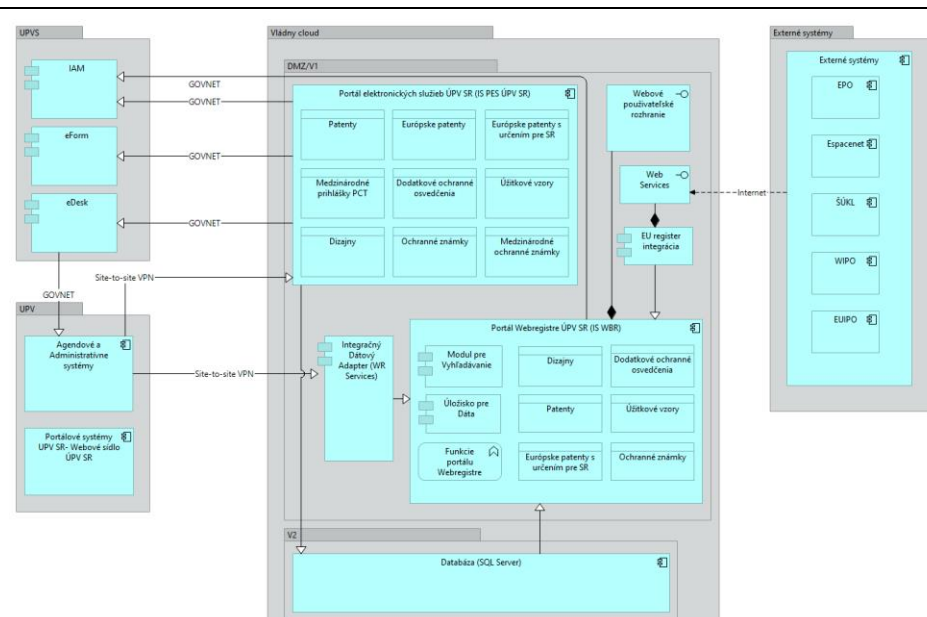 UPVS
IAM
eForm
eDesk
GOVNET
GOVNET
GOVNET
GOVNET
GOVNET
Site-to-site VPN
UPV
Agendové a
Administratívne
systémy
Site-to-site VPN
Portálové systémy
UPV SR- Webové sídlo
ÚPV SR
Vládny cloud
DMZ/V1
Portál elektronických služieb ÚPV SR (IS PES ÚPV SR)
Patenty
Európske patenty
Európske patenty s
určením pre SR
Medzinárodné
prihlášky PCT
Dodatkové ochranné
osvedčenia
Úžitkové vzory
Dizajny
Ochranné známky
Medzinárodné
ochranné známky
Webové
používateľské
rozhranie
Web
Services
EU register
integrácia
Internet
Integračný
Dátový
Adapter (WR
Services)
Portál Webregistre ÚPV SR (IS WBR)
Modul pre
Vyhľadávanie
Dizajny
Dodatkové ochranné
osvedčenia
Úložisko pre
Dáta
Patenty
Úžitkové vzory
Funkcie
portálu
Webregistre
Európske patenty s
určením pre SR
Ochranné známky
V2
Databáza (SQL Server)
Externé systémy
Externé systémy
EPO
Espacenet
ŠÚKL
WIPO
EUIPO